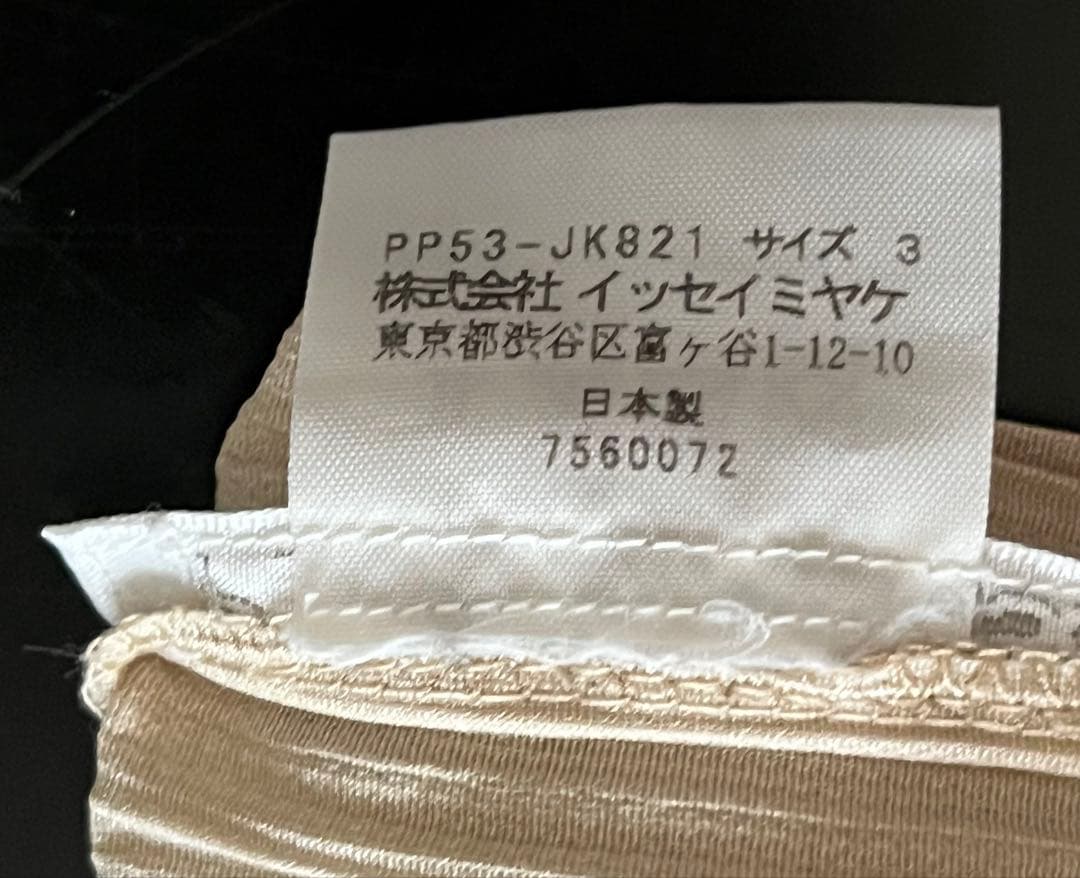 PP53-JK821 サイズ 3
株式会社 イッセイミヤケ
東京都渋谷区富ヶ谷1-12-10
日本製
7560072